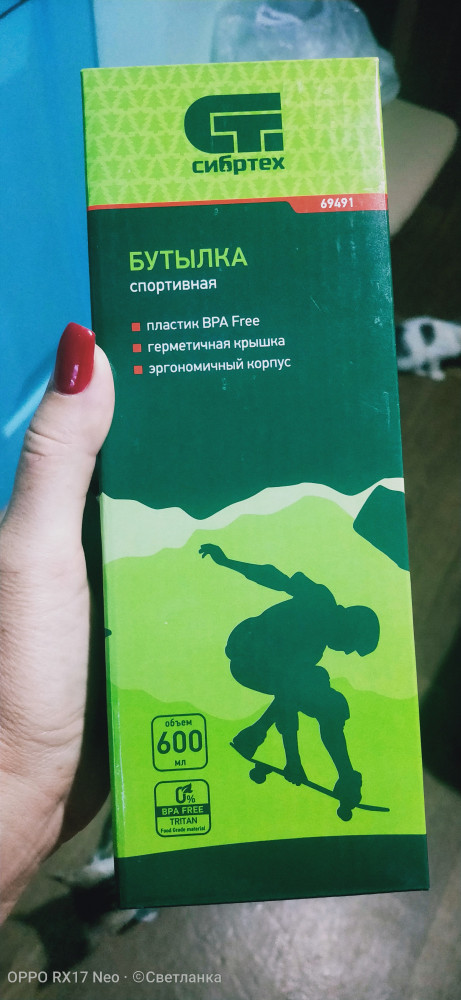 сибртех
69491
БУТЫЛКА
спортивная
пластик BPA Free
герметичная крышка
эргономичный корпус
объем
600
мл
0%
BPA FREE
TRITAN
Food Grade material
OPPO RX17 Neo · ©Светланка